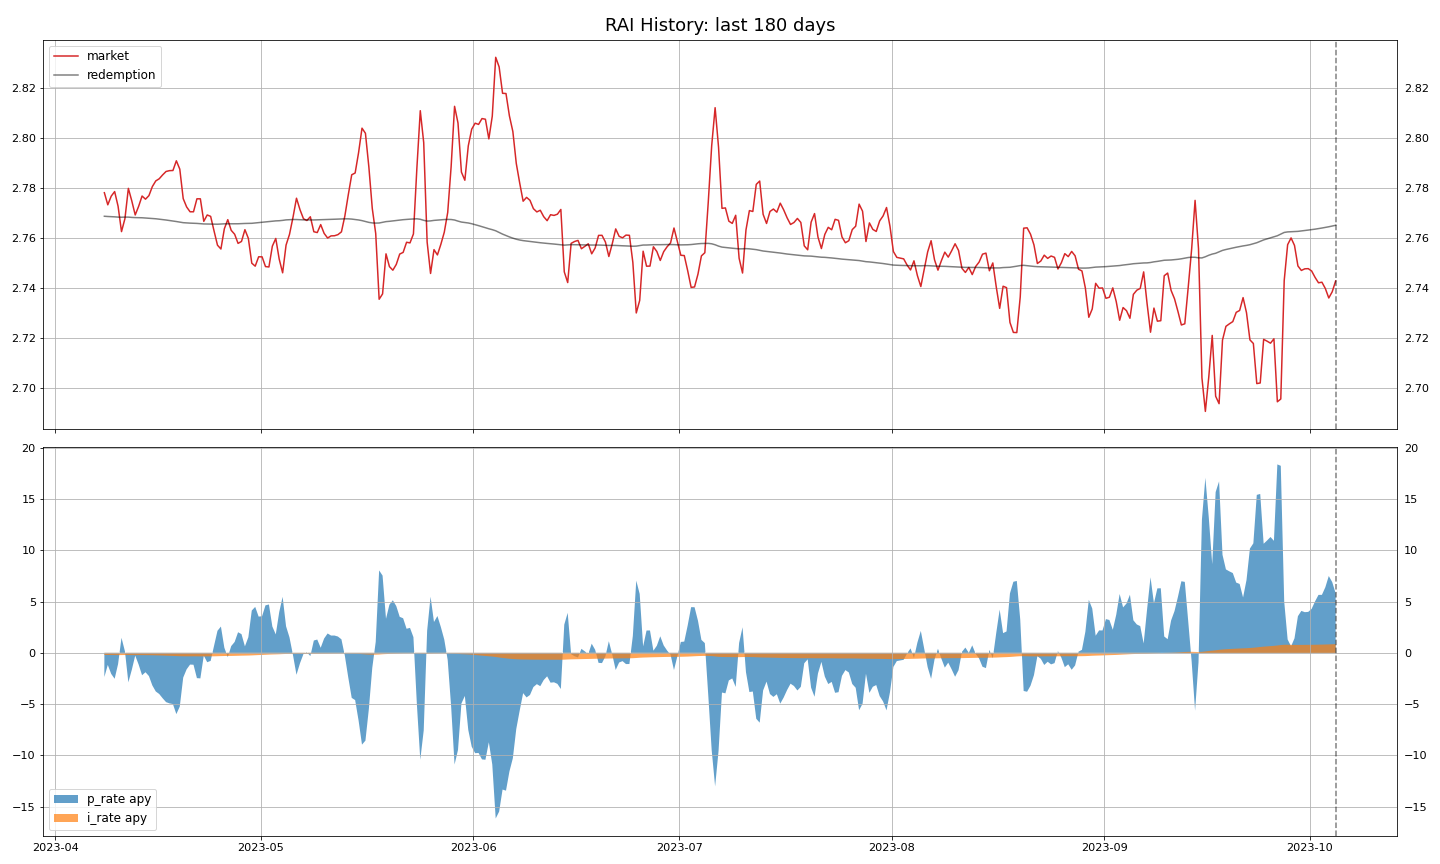 RAI History: last 180 days
market
redemption
2.82 2.82
2.80 2.80
2.78 2.78
2.76 2.76
2.74 2.74
2.72 2.72
2.70 2.70
20 20
15 15
10 10
5 5
0 0
−5 −5
−10 −10
−15 −15
p_rate apy
i_rate apy
2023-04 2023-05 2023-06 2023-07 2023-08 2023-09 2023-10